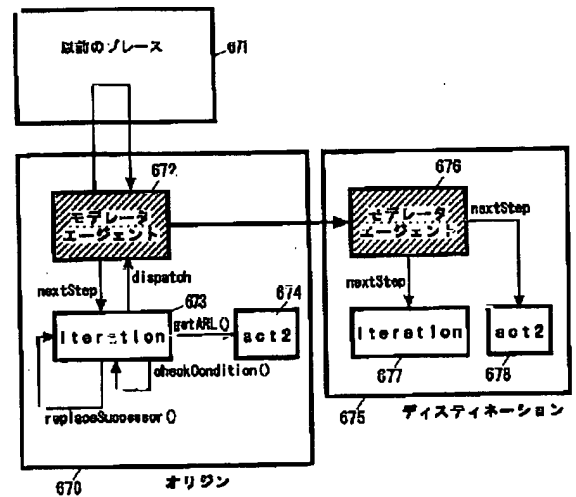 以前のプレース
671
672
モデレータ
エージェント
nextStep
dispatch
673
Iteration
getARL()
674
act2
checkCondition()
replaceSuccessor()
670
オリジン
676
モデレータ
エージェント
nextStep
nextStep
Iteration
677
act2
678
675
ディスティネーション